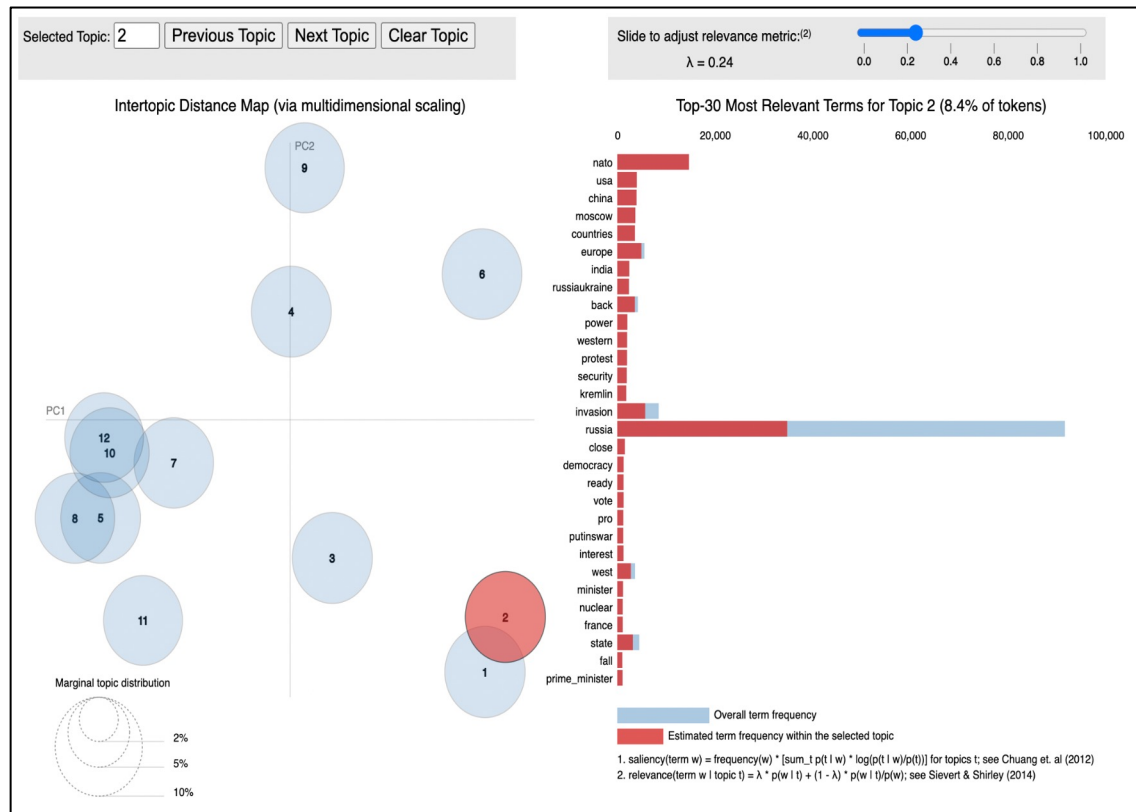 Selected Topic: 2 Previous Topic Next Topic Clear Topic
Slide to adjust relevance metric:(2)
λ = 0.24
0.0 0.2 0.4 0.6 0.8 1.0
Intertopic Distance Map (via multidimensional scaling)
PC2
PC1
9
6
4
12
10
7
8
5
3
11
2
1
Marginal topic distribution
2%
5%
10%
Top-30 Most Relevant Terms for Topic 2 (8.4% of tokens)
0 20,000 40,000 60,000 80,000 100,000
nato
usa
china
moscow
countries
europe
india
russiaukraine
back
power
western
protest
security
kremlin
invasion
russia
close
democracy
ready
vote
pro
putinswar
interest
west
minister
nuclear
france
state
fall
prime_minister
Overall term frequency
Estimated term frequency within the selected topic
1. saliency(term w) = frequency(w) * [sum_t p(t | w) * log(p(t | w)/p(t))] for topics t; see Chuang et. al (2012)
2. relevance(term w | topic t) = λ * p(w | t) + (1 - λ) * p(w | t)/p(w); see Sievert & Shirley (2014)